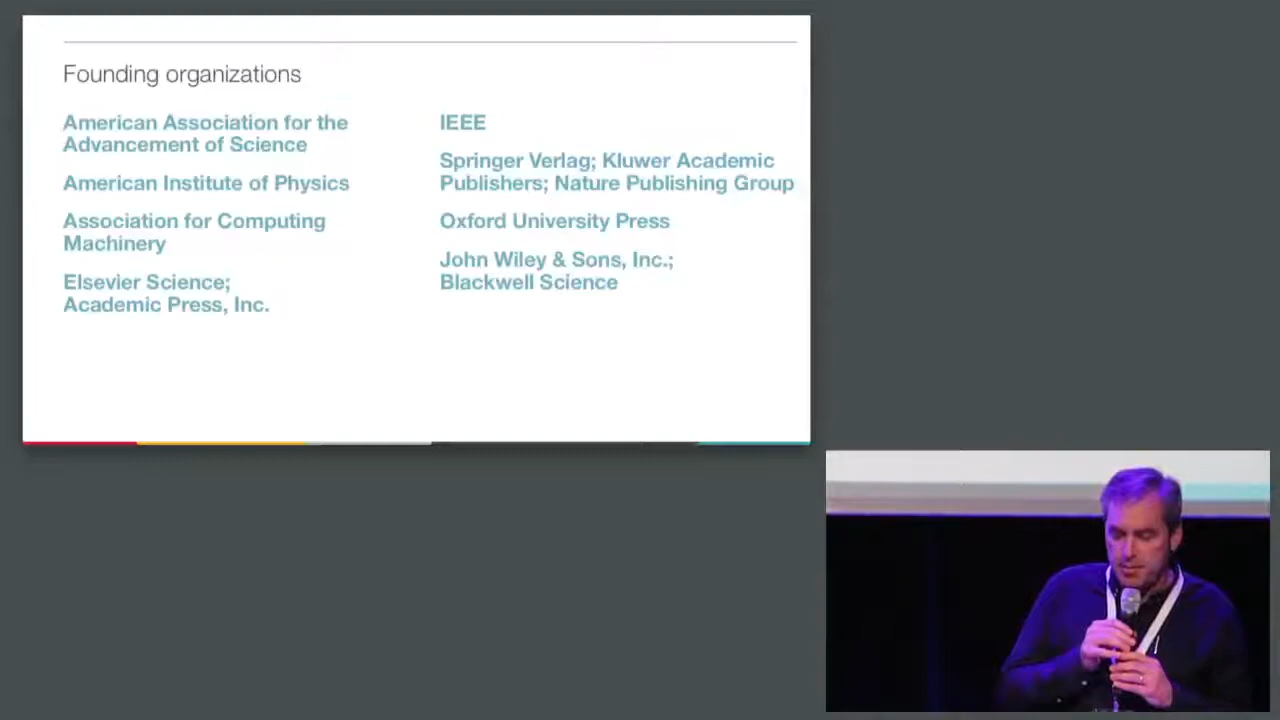 Founding organizations
American Association for the
Advancement of Science
American Institute of Physics
Association for Computing
Machinery
Elsevier Science;
Academic Press, Inc.
IEEE
Springer Verlag; Kluwer Academic
Publishers; Nature Publishing Group
Oxford University Press
John Wiley & Sons, Inc.;
Blackwell Science